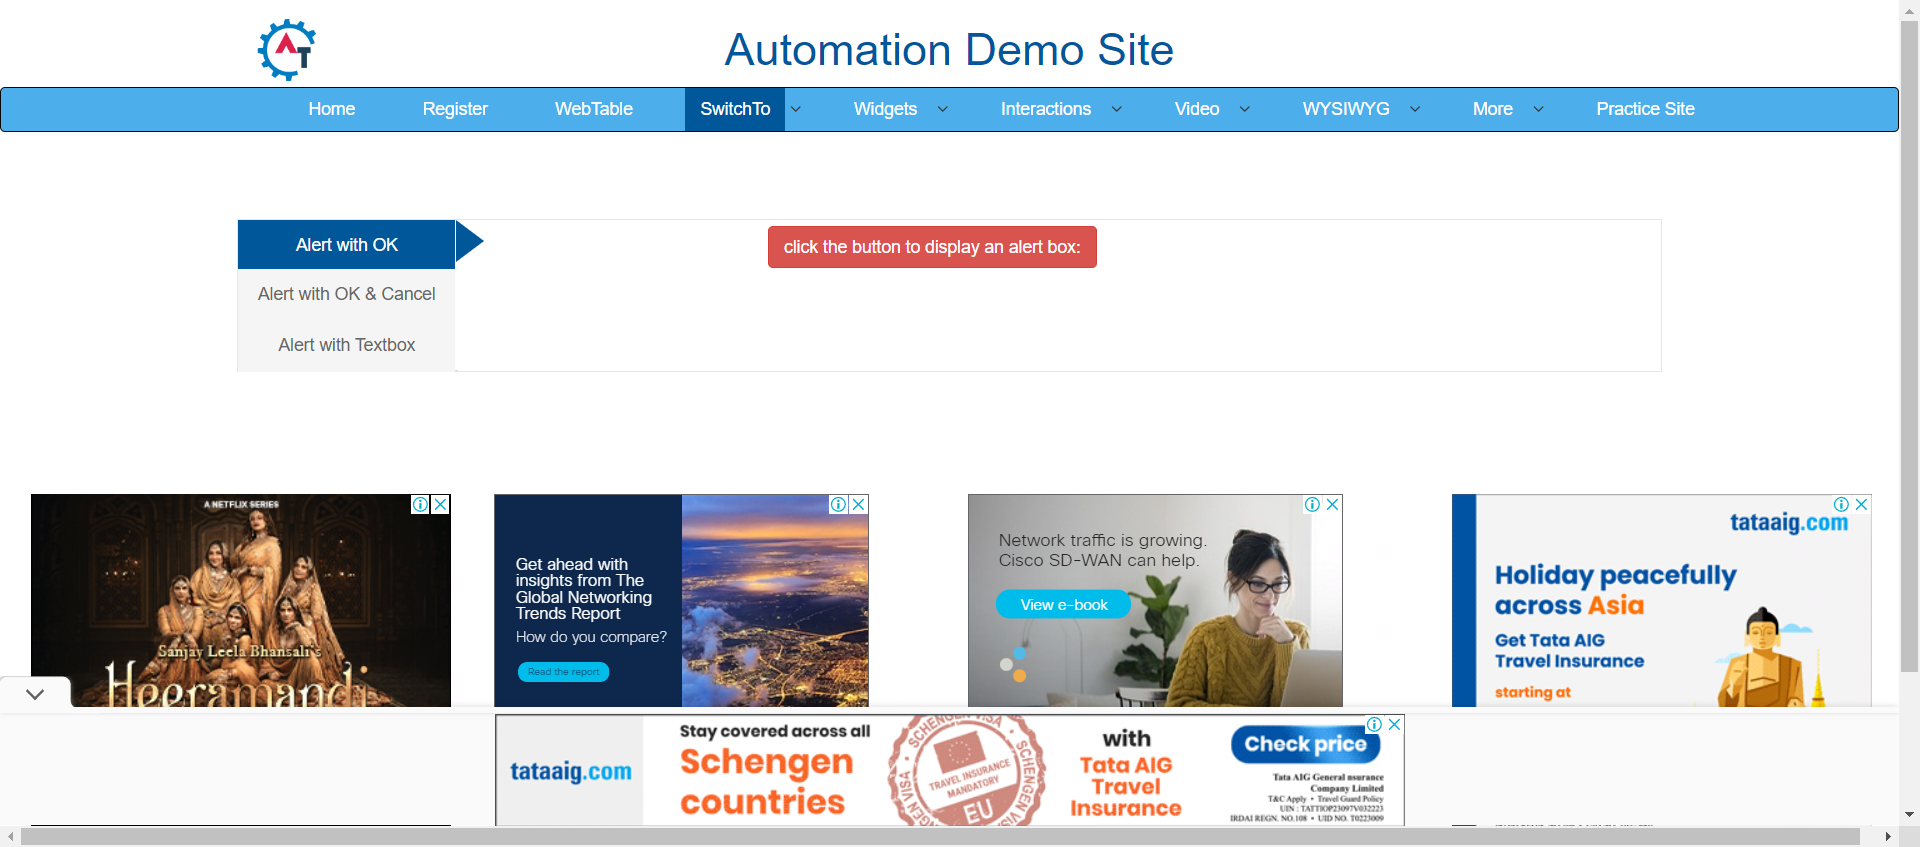 AT
Automation Demo Site
Home Register WebTable SwitchTo Widgets Interactions Video WYSIWYG More Practice Site
Alert with OK
click the button to display an alert box:
Alert with OK & Cancel
Alert with Textbox
A NETFLIX SERIES
Sanjay Leela Bhansali's
Heeramandi
Get ahead with
insights from The
Global Networking
Trends Report
How do you compare?
Read the report
Network traffic is growing.
Cisco SD-WAN can help.
View e-book
tataaig.com
Holiday peacefully
across Asia
Get Tata AIG
Travel Insurance
starting at
tataaig.com
Stay covered across all
Schengen
countries
SCHENGEN VISA
TRAVEL INSURANCE
MANDATORY
EU
with
Tata AIG
Travel
Insurance
Check price
Tata AIG General nsurance
Company Limited
T&C Apply • Travel Guard Policy
UIN : TATTIOP23097V032223
IRDAI REGN. NO.108 • UID NO. T0223009